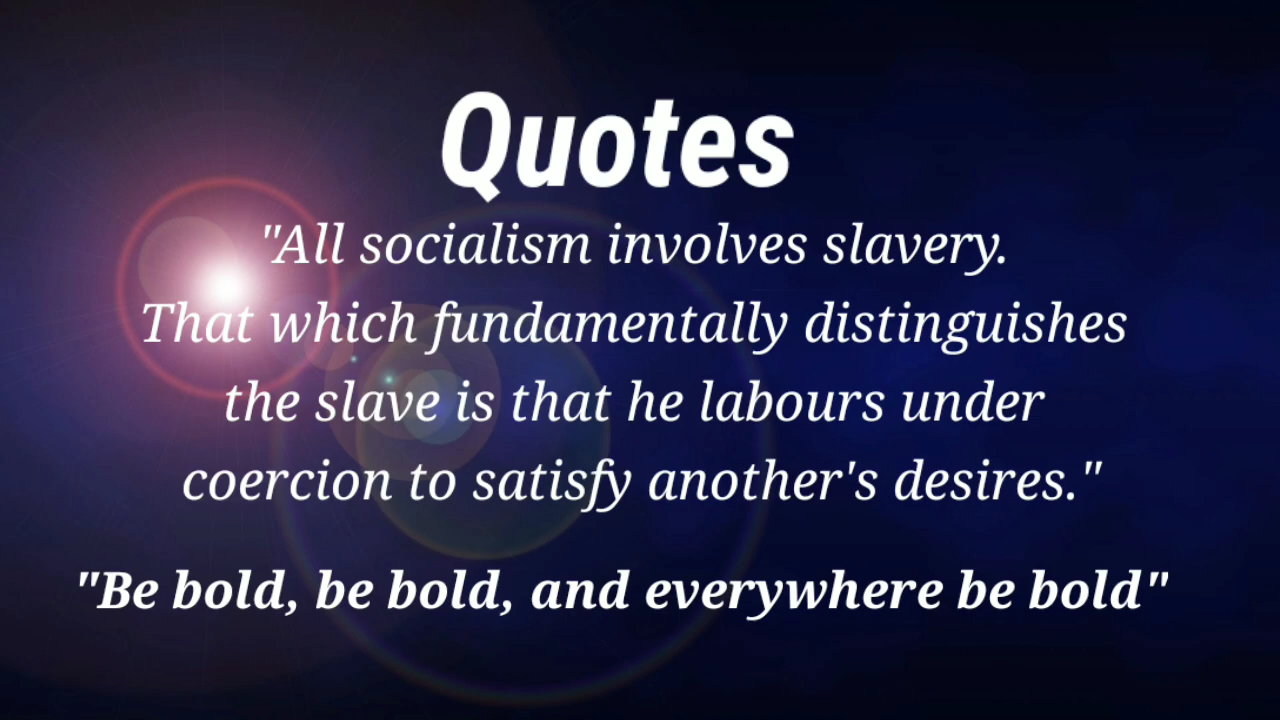 Quotes
"All socialism involves slavery.
That which fundamentally distinguishes
the slave is that he labours under
coercion to satisfy another's desires."
"Be bold, be bold, and everywhere be bold"